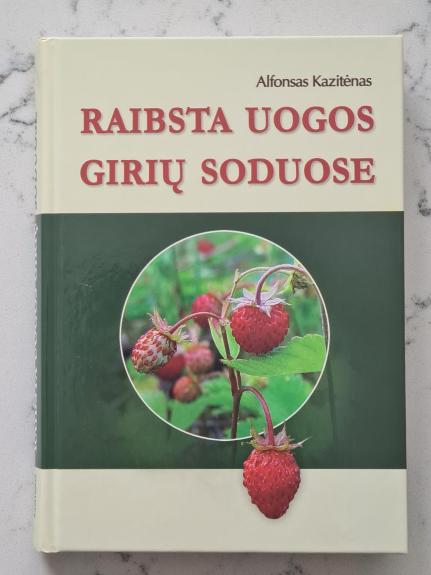 Alfonsas Kazitėnas
RAIBSTA UOGOS
GIRIŲ SODUOSE